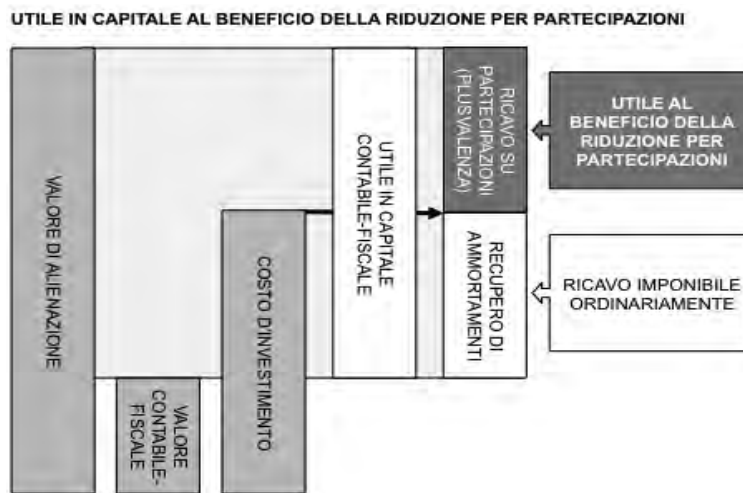 UTILE IN CAPITALE AL BENEFICIO DELLA RIDUZIONE PER PARTECIPAZIONI
VALORE DI ALIENAZIONE
VALORE
CONTABILE-
FISCALE
COSTO D'INVESTIMENTO
UTILE IN CAPITALE
CONTABILE-FISCALE
RICAVO SU
PARTECIPAZIONI
(PLUSVALENZA)
RECUPERO DI
AMMORTAMENTI
UTILE AL
BENEFICIO DELLA
RIDUZIONE PER
PARTECIPAZIONI
RICAVO IMPONIBILE
ORDINARIAMENTE